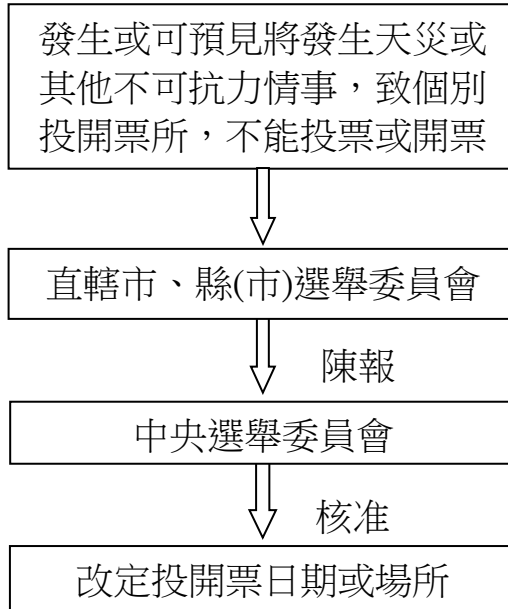 發生或可預見將發生天災或
其他不可抗力情事，致個別
投開票所，不能投票或開票
直轄市、縣(市)選舉委員會
陳報
中央選舉委員會
核准
改定投開票日期或場所